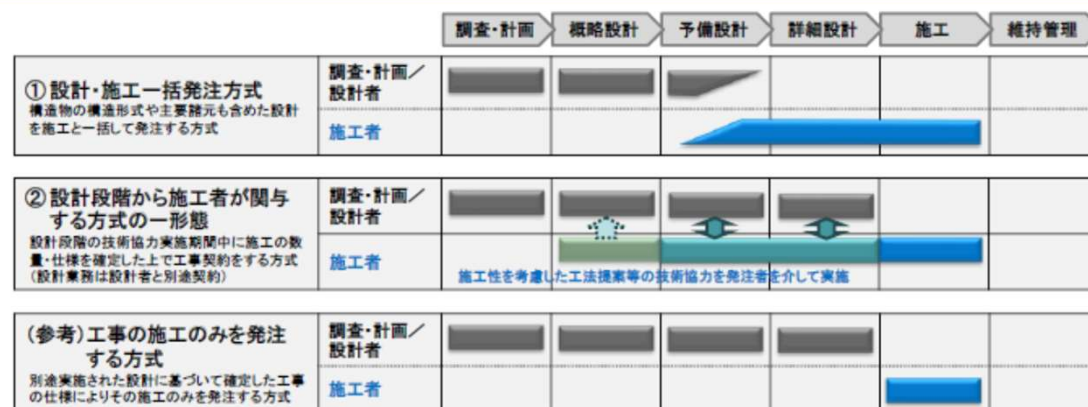 調査・計画 概略設計 予備設計 詳細設計 施工 維持管理
①設計・施工一括発注方式
構造物の構造形式や主要諸元も含めた設計
を施工と一括して発注する方式
調査・計画/
設計者
施工者
②設計段階から施工者が関与
する方式の一形態
設計段階の技術協力実施期間中に施工の数
量・仕様を確定した上で工事契約をする方式
(設計業務は設計者と別途契約)
調査・計画/
設計者
施工者
施工性を考慮した工法提案等の技術協力を発注者を介して実施
(参考)工事の施工のみを発注
する方式
別途実施された設計に基づいて確定した工事
の仕様によりその施工のみを発注する方式
調査・計画/
設計者
施工者